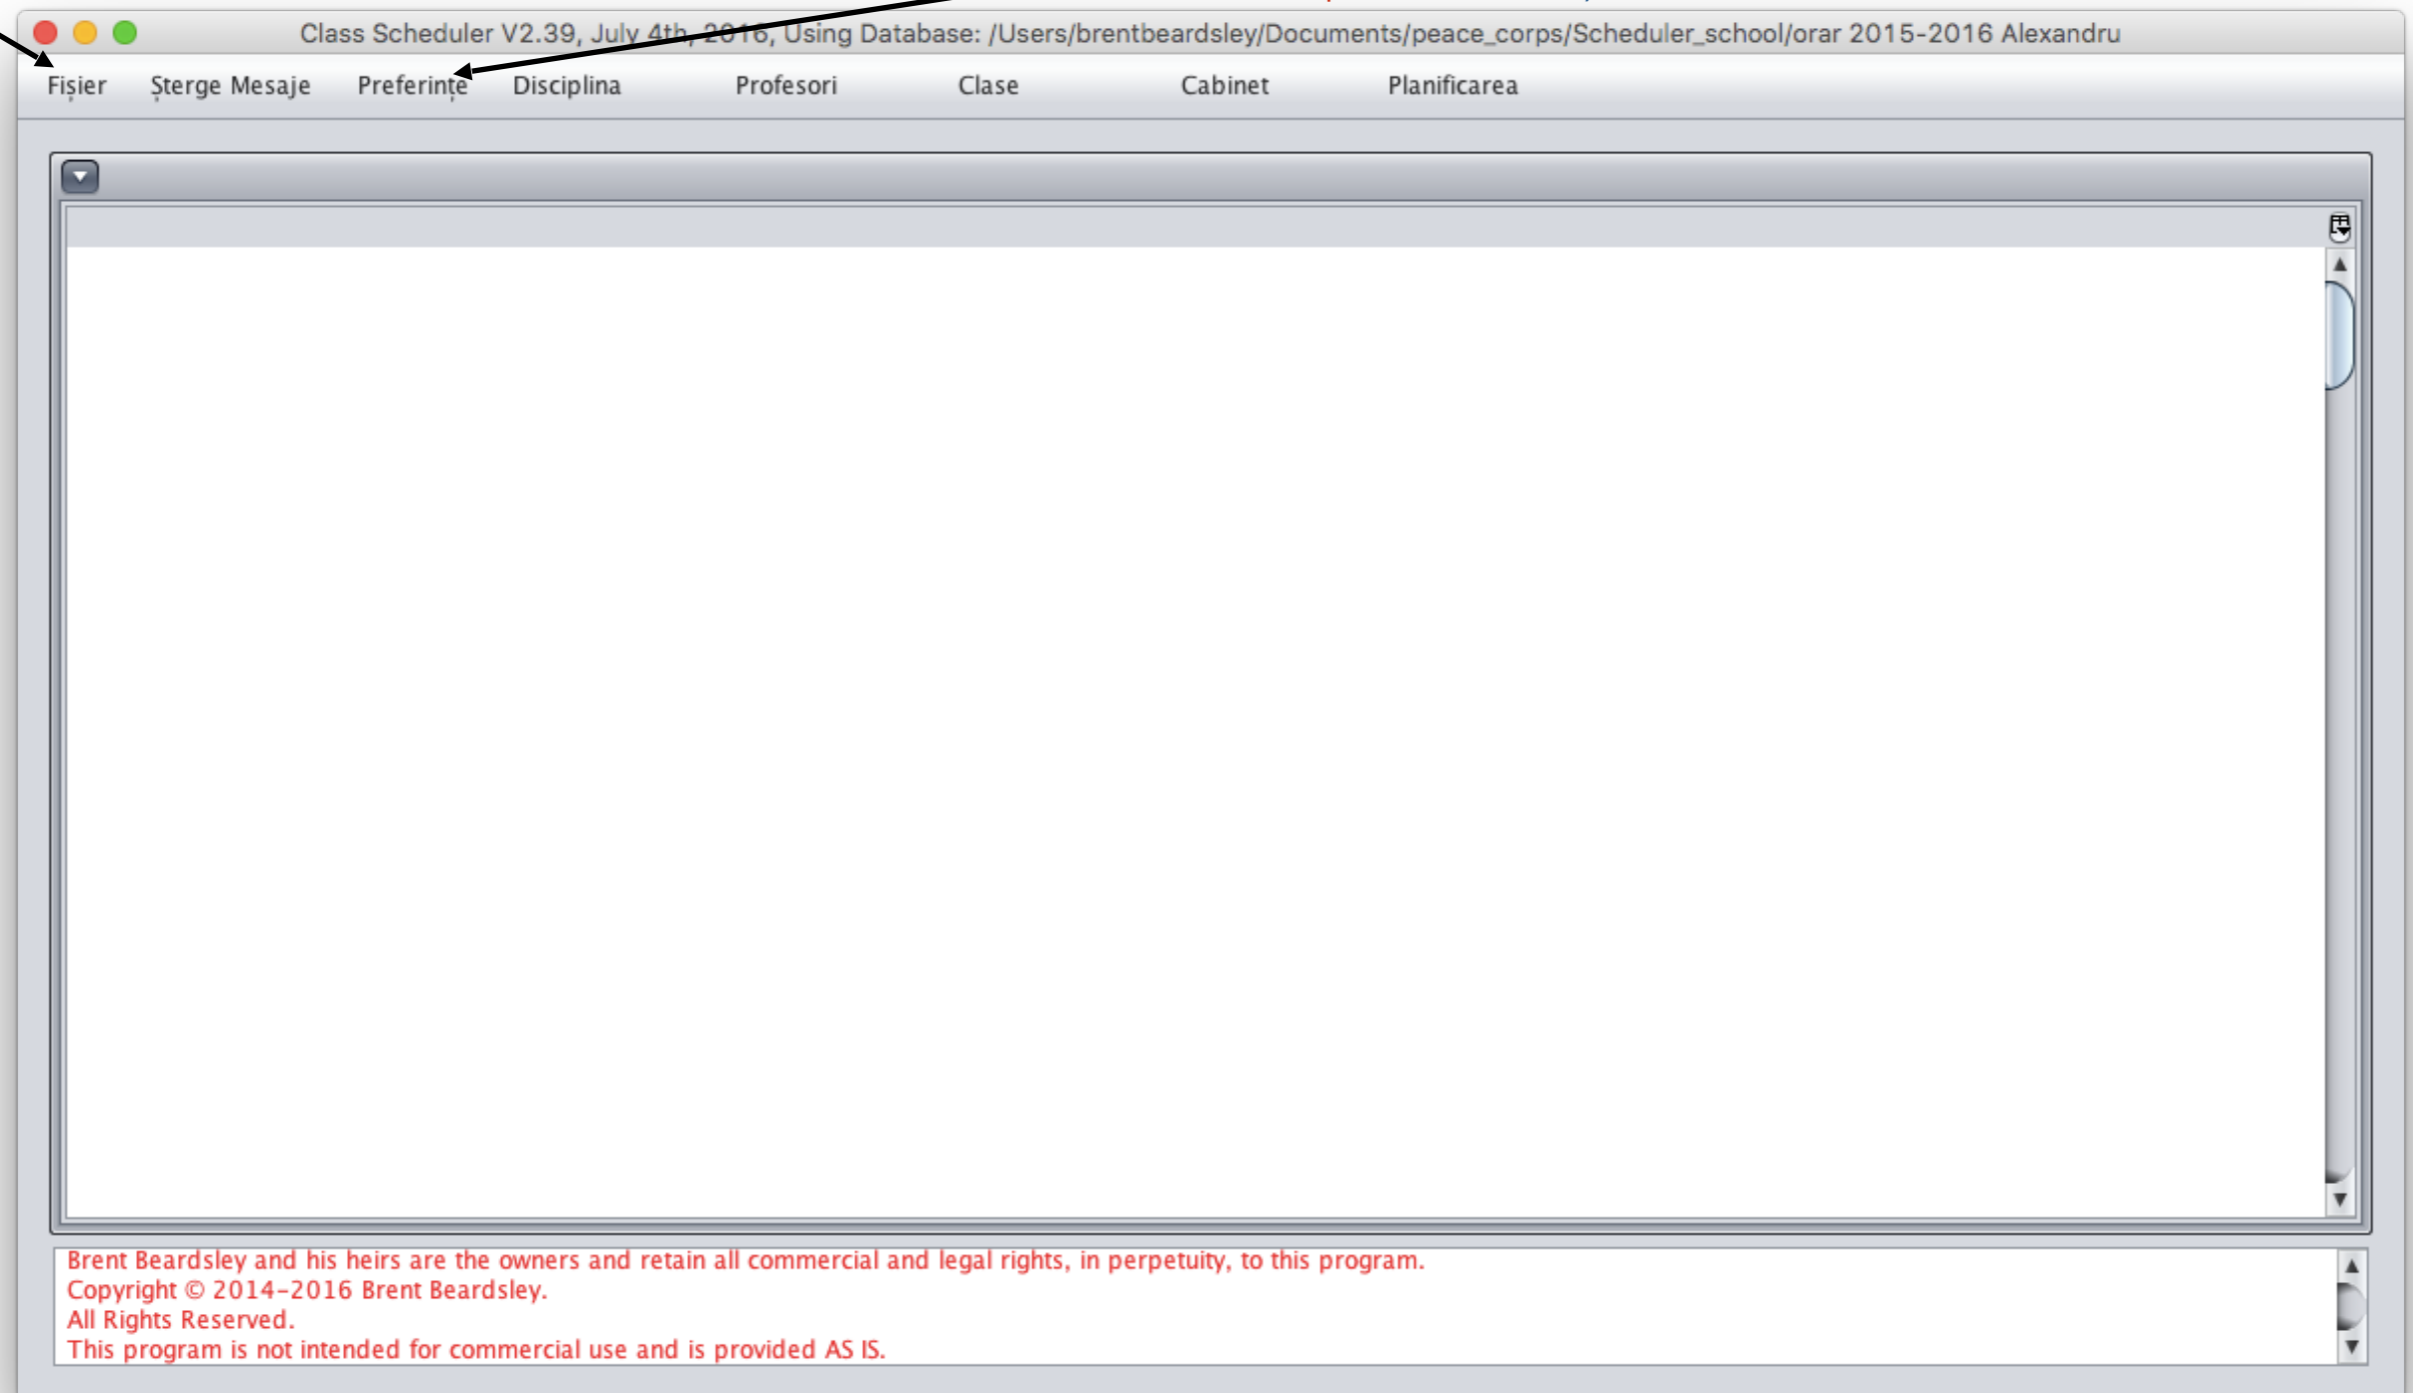 Class Scheduler V2.39, July 4th, 2016, Using Database: /Users/brentbeardsley/Documents/peace_corps/Scheduler_school/orar 2015-2016 Alexandru
Fișier Șterge Mesaje Preferințe Disciplina Profesori Clase Cabinet Planificarea
Brent Beardsley and his heirs are the owners and retain all commercial and legal rights, in perpetuity, to this program.
Copyright © 2014-2016 Brent Beardsley.
All Rights Reserved.
This program is not intended for commercial use and is provided AS IS.